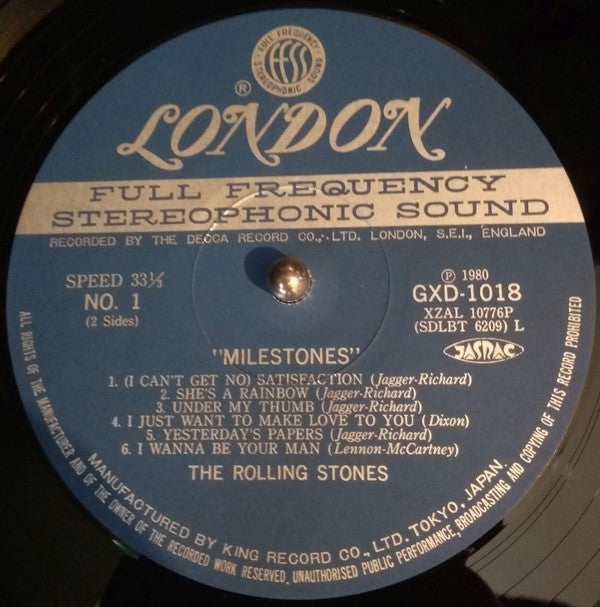 FULL FREQUENCY
ffss
STEREOPHONIC SOUND
®
LONDON
FULL FREQUENCY
STEREOPHONIC SOUND
RECORDED BY THE DECCA RECORD CO., LTD. LONDON, S.E.I., ENGLAND
SPEED 33⅓
NO. 1
(2 Sides)
℗ 1980
GXD-1018
XZAL 10776P
(SDLBT 6209) L
JASRAC
"MILESTONES"
1. (I CAN'T GET NO) SATISFACTION (Jagger-Richard)
2. SHE'S A RAINBOW (Jagger-Richard)
3. UNDER MY THUMB (Jagger-Richard)
4. I JUST WANT TO MAKE LOVE TO YOU (Dixon)
5. YESTERDAY'S PAPERS (Jagger-Richard)
6. I WANNA BE YOUR MAN (Lennon-McCartney)
THE ROLLING STONES
MANUFACTURED BY KING RECORD CO., LTD. TOKYO, JAPAN.
ALL RIGHTS OF THE MANUFACTURER AND OF THE OWNER OF THE RECORDED WORK RESERVED, UNAUTHORISED PUBLIC PERFORMANCE, BROADCASTING AND COPYING OF THIS RECORD PROHIBITED